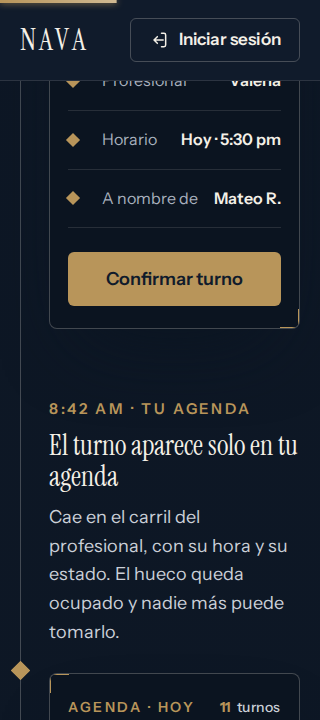 NAVA
Iniciar sesión
Profesional Valeria
Horario Hoy · 5:30 pm
A nombre de Mateo R.
Confirmar turno
8:42 AM · TU AGENDA
El turno aparece solo en tu
agenda
Cae en el carril del
profesional, con su hora y su
estado. El hueco queda
ocupado y nadie más puede
tomarlo.
AGENDA · HOY 11 turnos